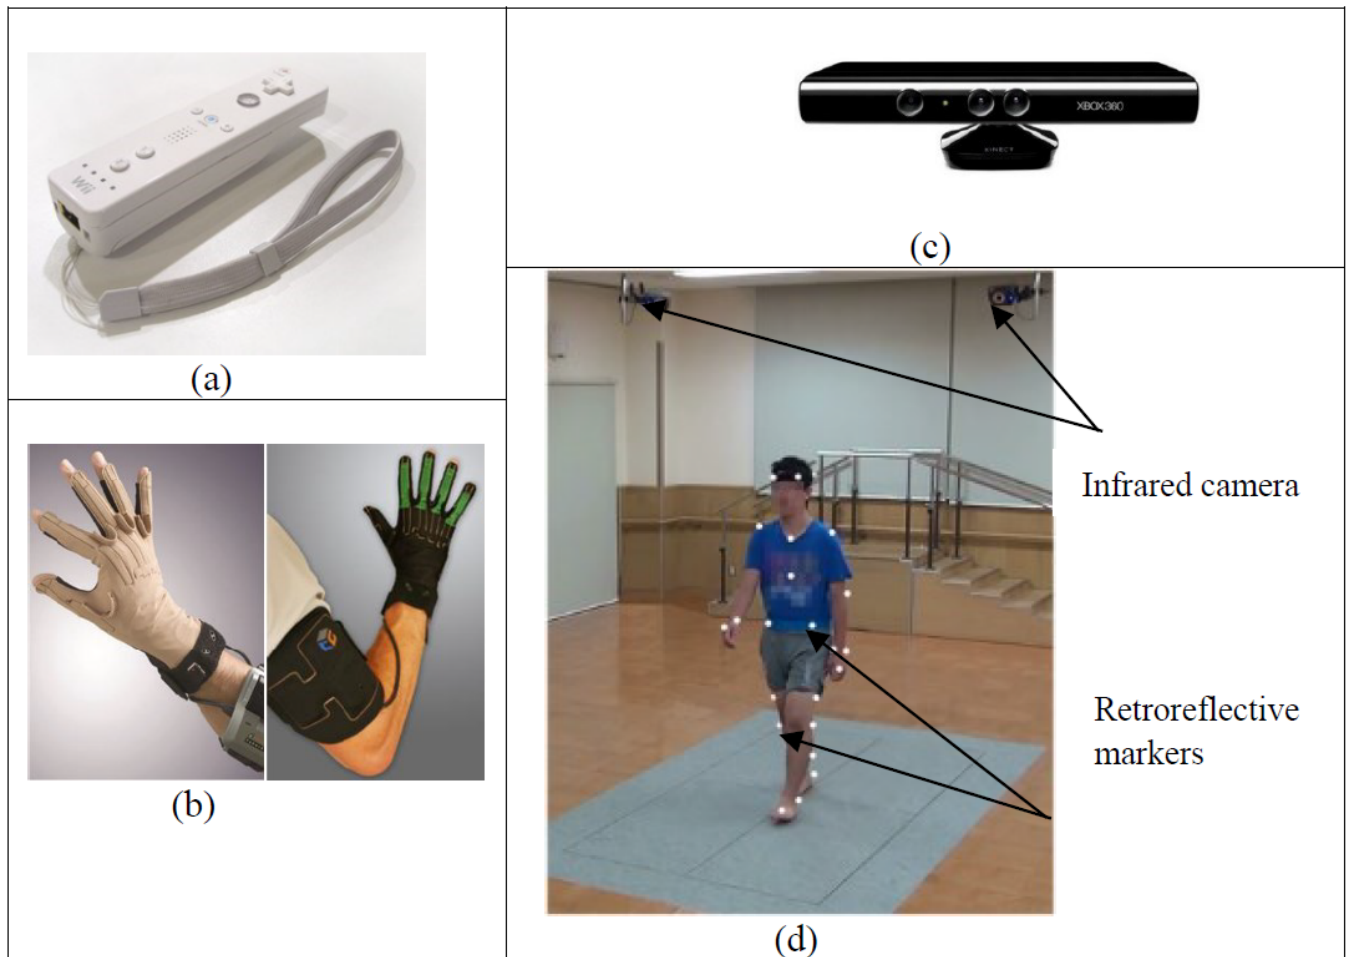 Wii
(a)
XBOX360
KINECT
(c)
(b)
Infrared camera
Retroreflective
markers
(d)